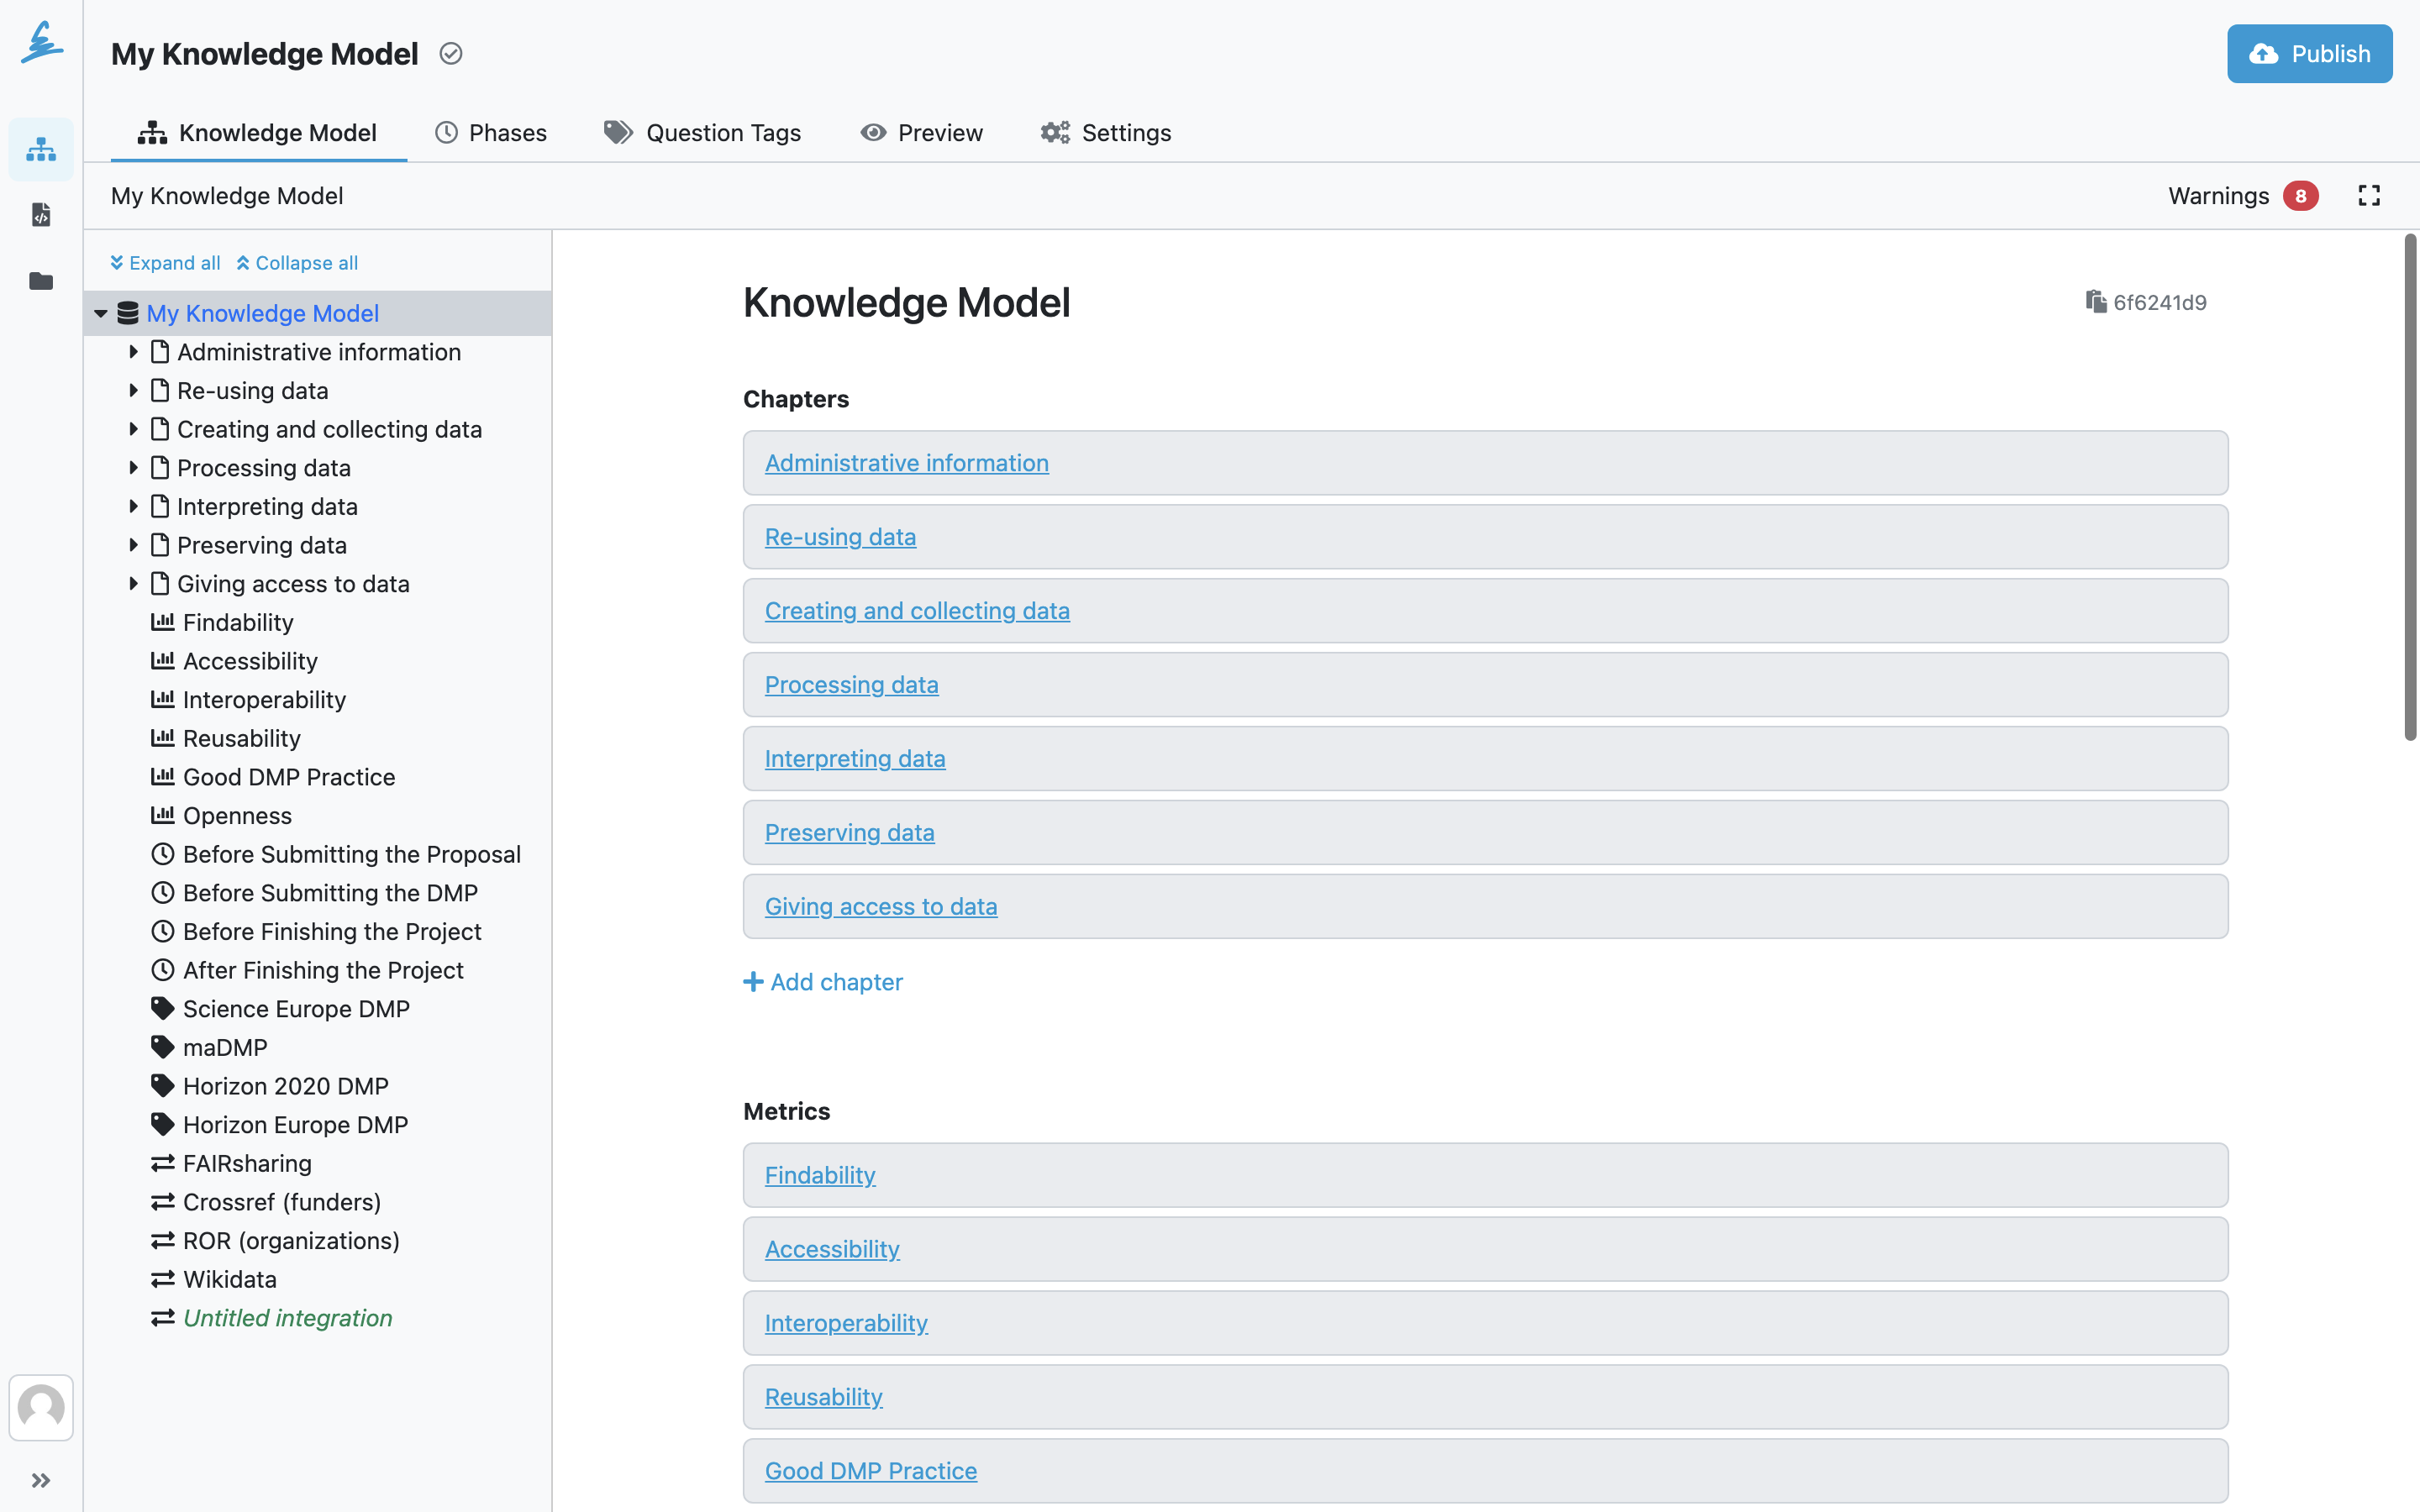 My Knowledge Model
Publish
Knowledge Model
Phases
Question Tags
Preview
Settings
My Knowledge Model
Warnings 8
Expand all
Collapse all
My Knowledge Model
Administrative information
Re-using data
Creating and collecting data
Processing data
Interpreting data
Preserving data
Giving access to data
Findability
Accessibility
Interoperability
Reusability
Good DMP Practice
Openness
Before Submitting the Proposal
Before Submitting the DMP
Before Finishing the Project
After Finishing the Project
Science Europe DMP
maDMP
Horizon 2020 DMP
Horizon Europe DMP
FAIRsharing
Crossref (funders)
ROR (organizations)
Wikidata
Untitled integration
Knowledge Model
6f6241d9
Chapters
Administrative information
Re-using data
Creating and collecting data
Processing data
Interpreting data
Preserving data
Giving access to data
Add chapter
Metrics
Findability
Accessibility
Interoperability
Reusability
Good DMP Practice